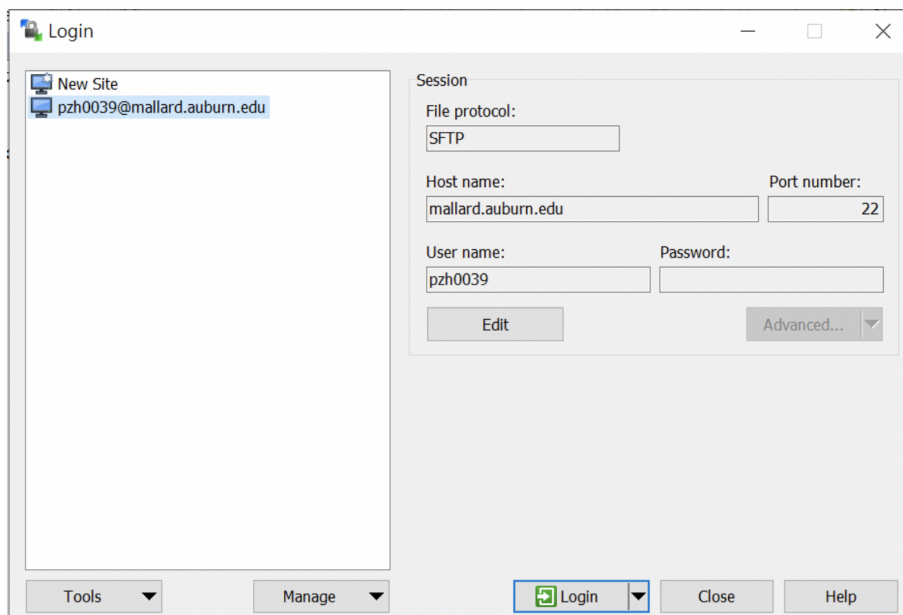 Login
New Site
pzh0039@mallard.auburn.edu
Session
File protocol:
SFTP
Host name: Port number:
mallard.auburn.edu 22
User name: Password:
pzh0039
Edit Advanced...
Tools Manage Login Close Help